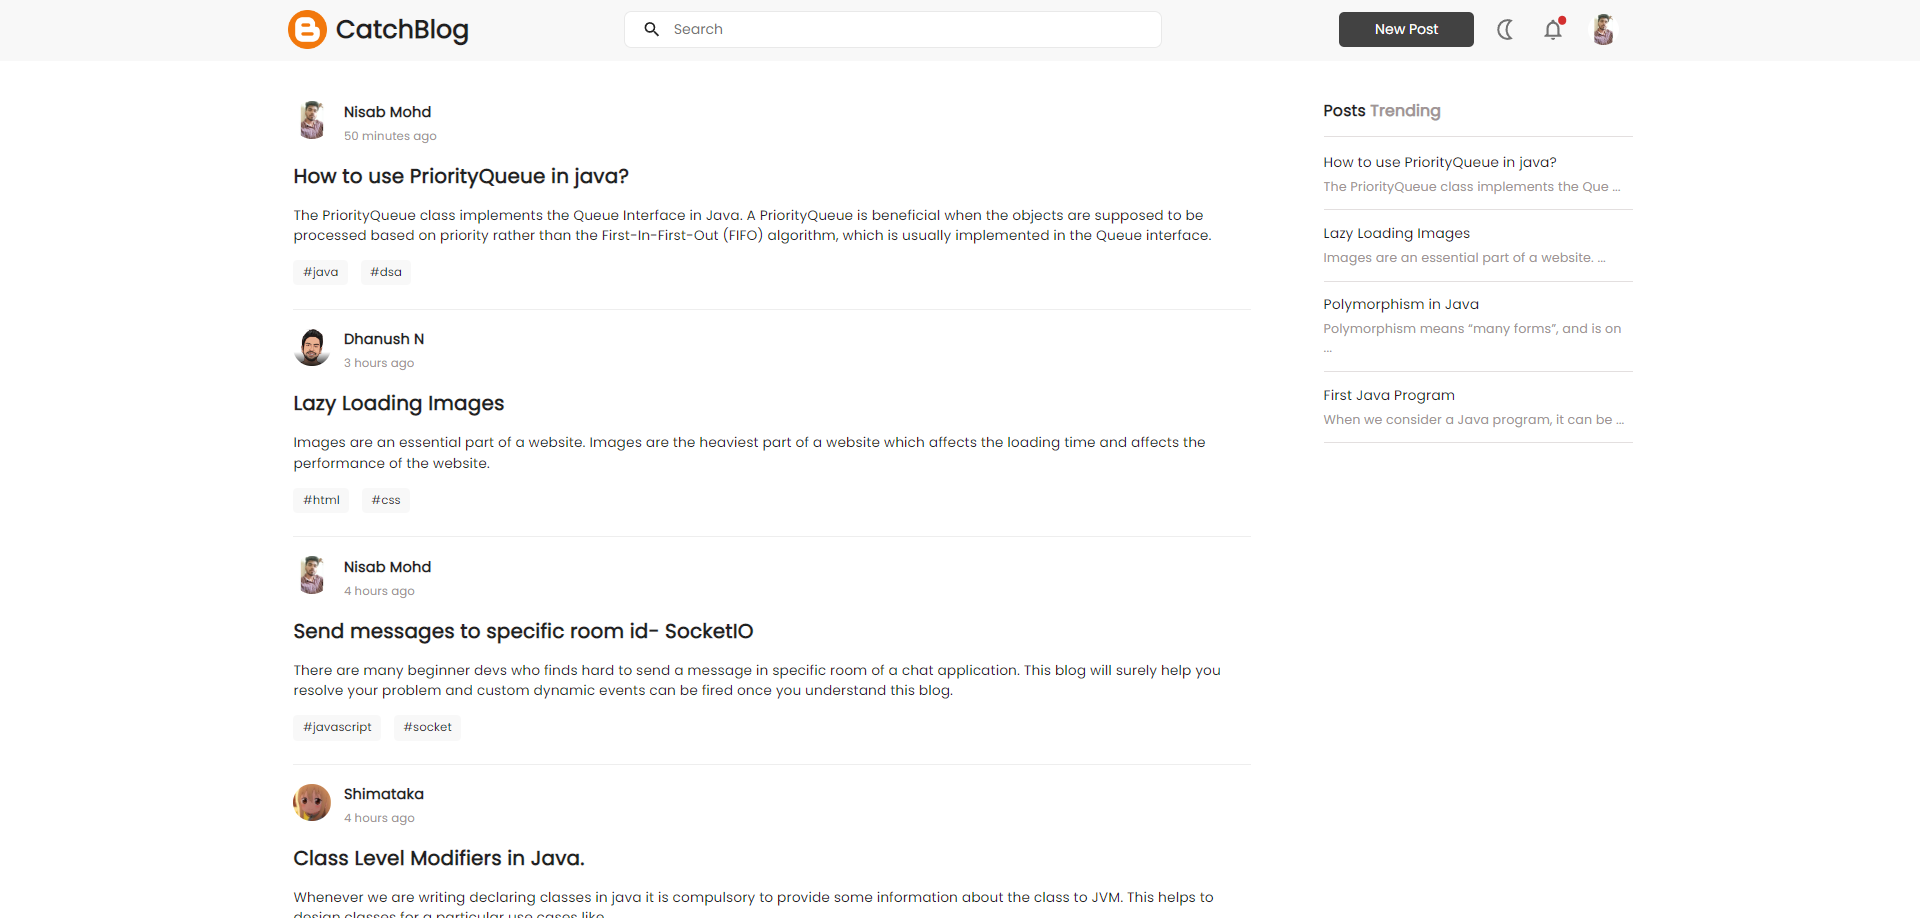 CatchBlog
Search
New Post
Nisab Mohd
50 minutes ago
How to use PriorityQueue in java?
The PriorityQueue class implements the Queue Interface in Java. A PriorityQueue is beneficial when the objects are supposed to be
processed based on priority rather than the First-In-First-Out (FIFO) algorithm, which is usually implemented in the Queue interface.
#java #dsa
Dhanush N
3 hours ago
Lazy Loading Images
Images are an essential part of a website. Images are the heaviest part of a website which affects the loading time and affects the
performance of the website.
#html #css
Nisab Mohd
4 hours ago
Send messages to specific room id- SocketIO
There are many beginner devs who finds hard to send a message in specific room of a chat application. This blog will surely help you
resolve your problem and custom dynamic events can be fired once you understand this blog.
#javascript #socket
Shimataka
4 hours ago
Class Level Modifiers in Java.
Whenever we are writing declaring classes in java it is compulsory to provide some information about the class to JVM. This helps to
design classes for a particular use cases like
Posts Trending
How to use PriorityQueue in java?
The PriorityQueue class implements the Que ...
Lazy Loading Images
Images are an essential part of a website. ...
Polymorphism in Java
Polymorphism means “many forms”, and is on
...
First Java Program
When we consider a Java program, it can be ...